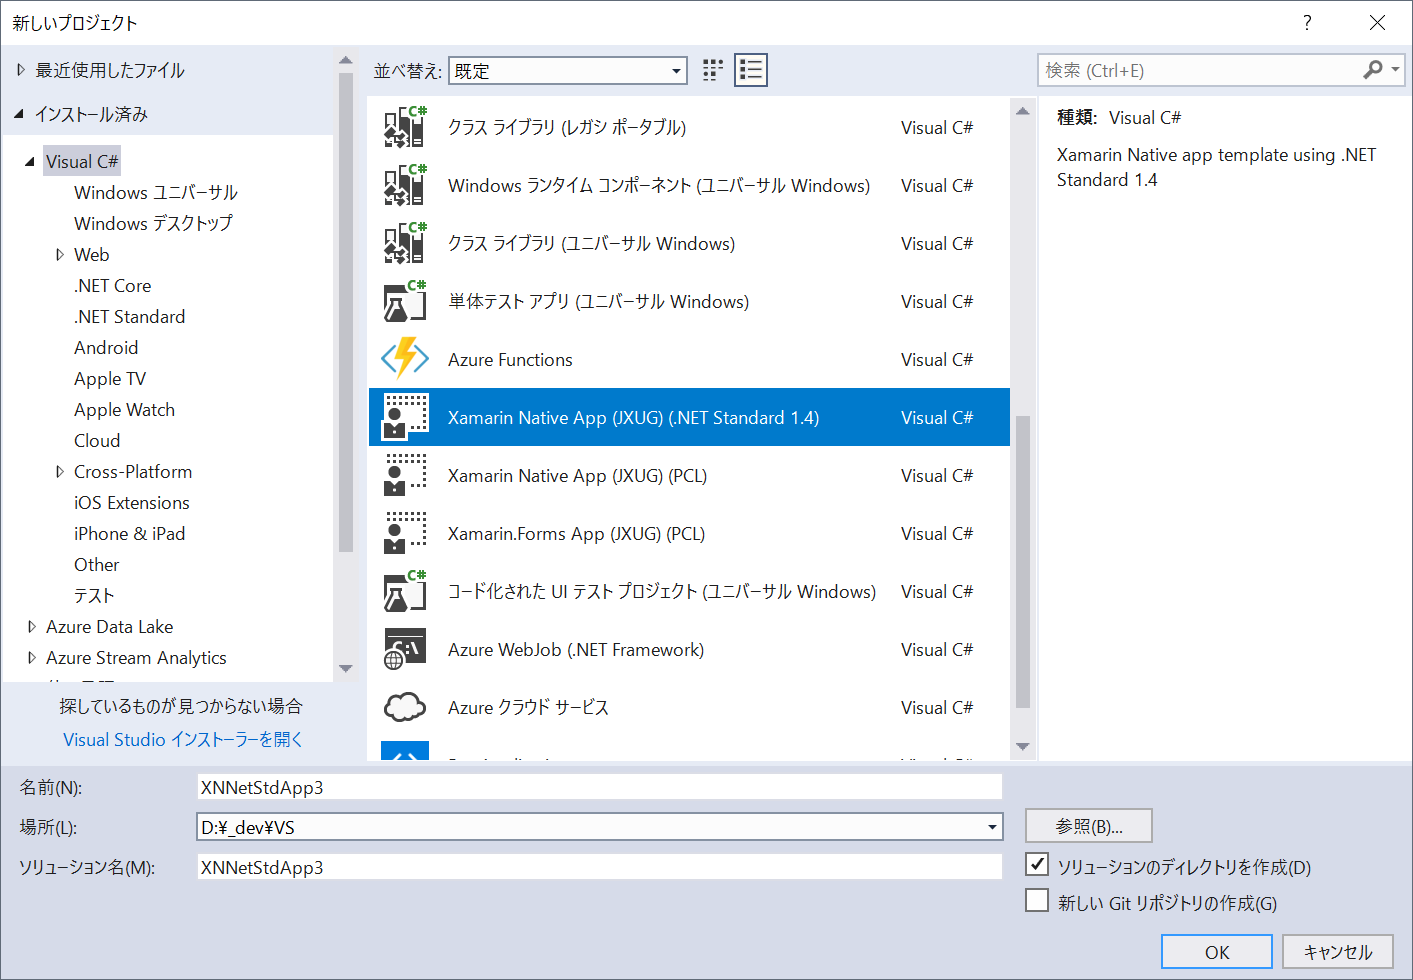 新しいプロジェクト
?
最近使用したファイル
インストール済み
Visual C#
Windows ユニバーサル
Windows デスクトップ
Web
.NET Core
.NET Standard
Android
Apple TV
Apple Watch
Cloud
Cross-Platform
iOS Extensions
iPhone & iPad
Other
テスト
Azure Data Lake
Azure Stream Analytics
探しているものが見つからない場合
Visual Studio インストーラーを開く
並べ替え: 既定
クラス ライブラリ (レガシ ポータブル) Visual C#
Windows ランタイム コンポーネント (ユニバーサル Windows) Visual C#
クラス ライブラリ (ユニバーサル Windows) Visual C#
単体テスト アプリ (ユニバーサル Windows) Visual C#
Azure Functions Visual C#
Xamarin Native App (JXUG) (.NET Standard 1.4) Visual C#
Xamarin Native App (JXUG) (PCL) Visual C#
Xamarin.Forms App (JXUG) (PCL) Visual C#
コード化された UI テスト プロジェクト (ユニバーサル Windows) Visual C#
Azure WebJob (.NET Framework) Visual C#
Azure クラウド サービス Visual C#
検索 (Ctrl+E)
種類: Visual C#
Xamarin Native app template using .NET
Standard 1.4
名前(N): XNNetStdApp3
場所(L): D:¥_dev¥VS
参照(B)...
ソリューション名(M): XNNetStdApp3
ソリューションのディレクトリを作成(D)
新しい Git リポジトリの作成(G)
OK
キャンセル